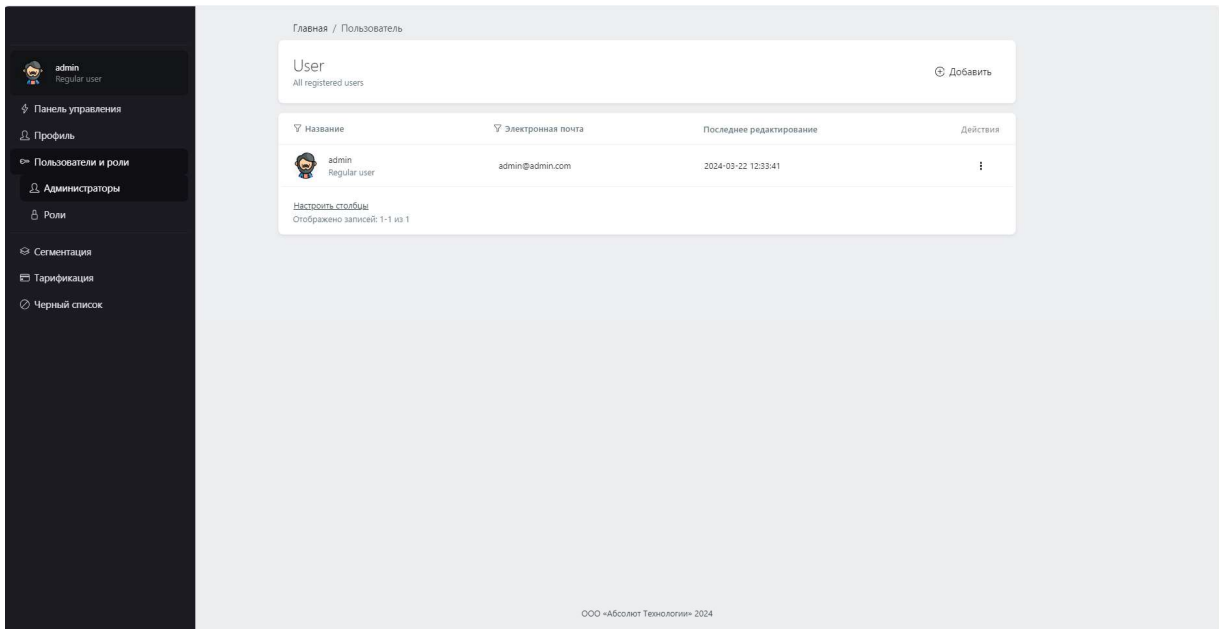 admin
Regular user
Панель управления
Профиль
Пользователи и роли
Администраторы
Роли
Сегментация
Тарификация
Черный список
Главная / Пользователь
User
All registered users
Добавить
Название Электронная почта Последнее редактирование Действия
admin
Regular user
admin@admin.com 2024-03-22 12:33:41
Настроить столбцы
Отображено записей: 1-1 из 1
ООО «Абсолют Технологии» 2024